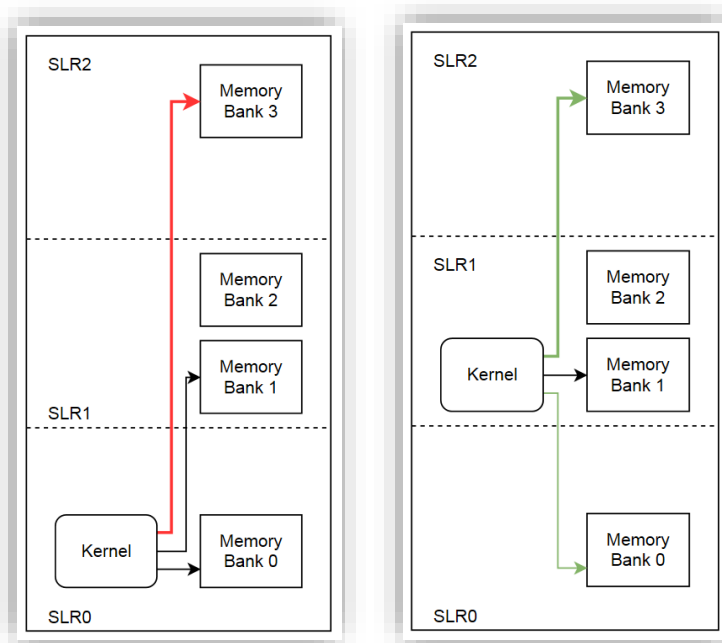 SLR2
Memory
Bank 3
Memory
Bank 2
Memory
Bank 1
SLR1
Kernel
Memory
Bank 0
SLR0
SLR2
Memory
Bank 3
SLR1
Memory
Bank 2
Kernel
Memory
Bank 1
Memory
Bank 0
SLR0